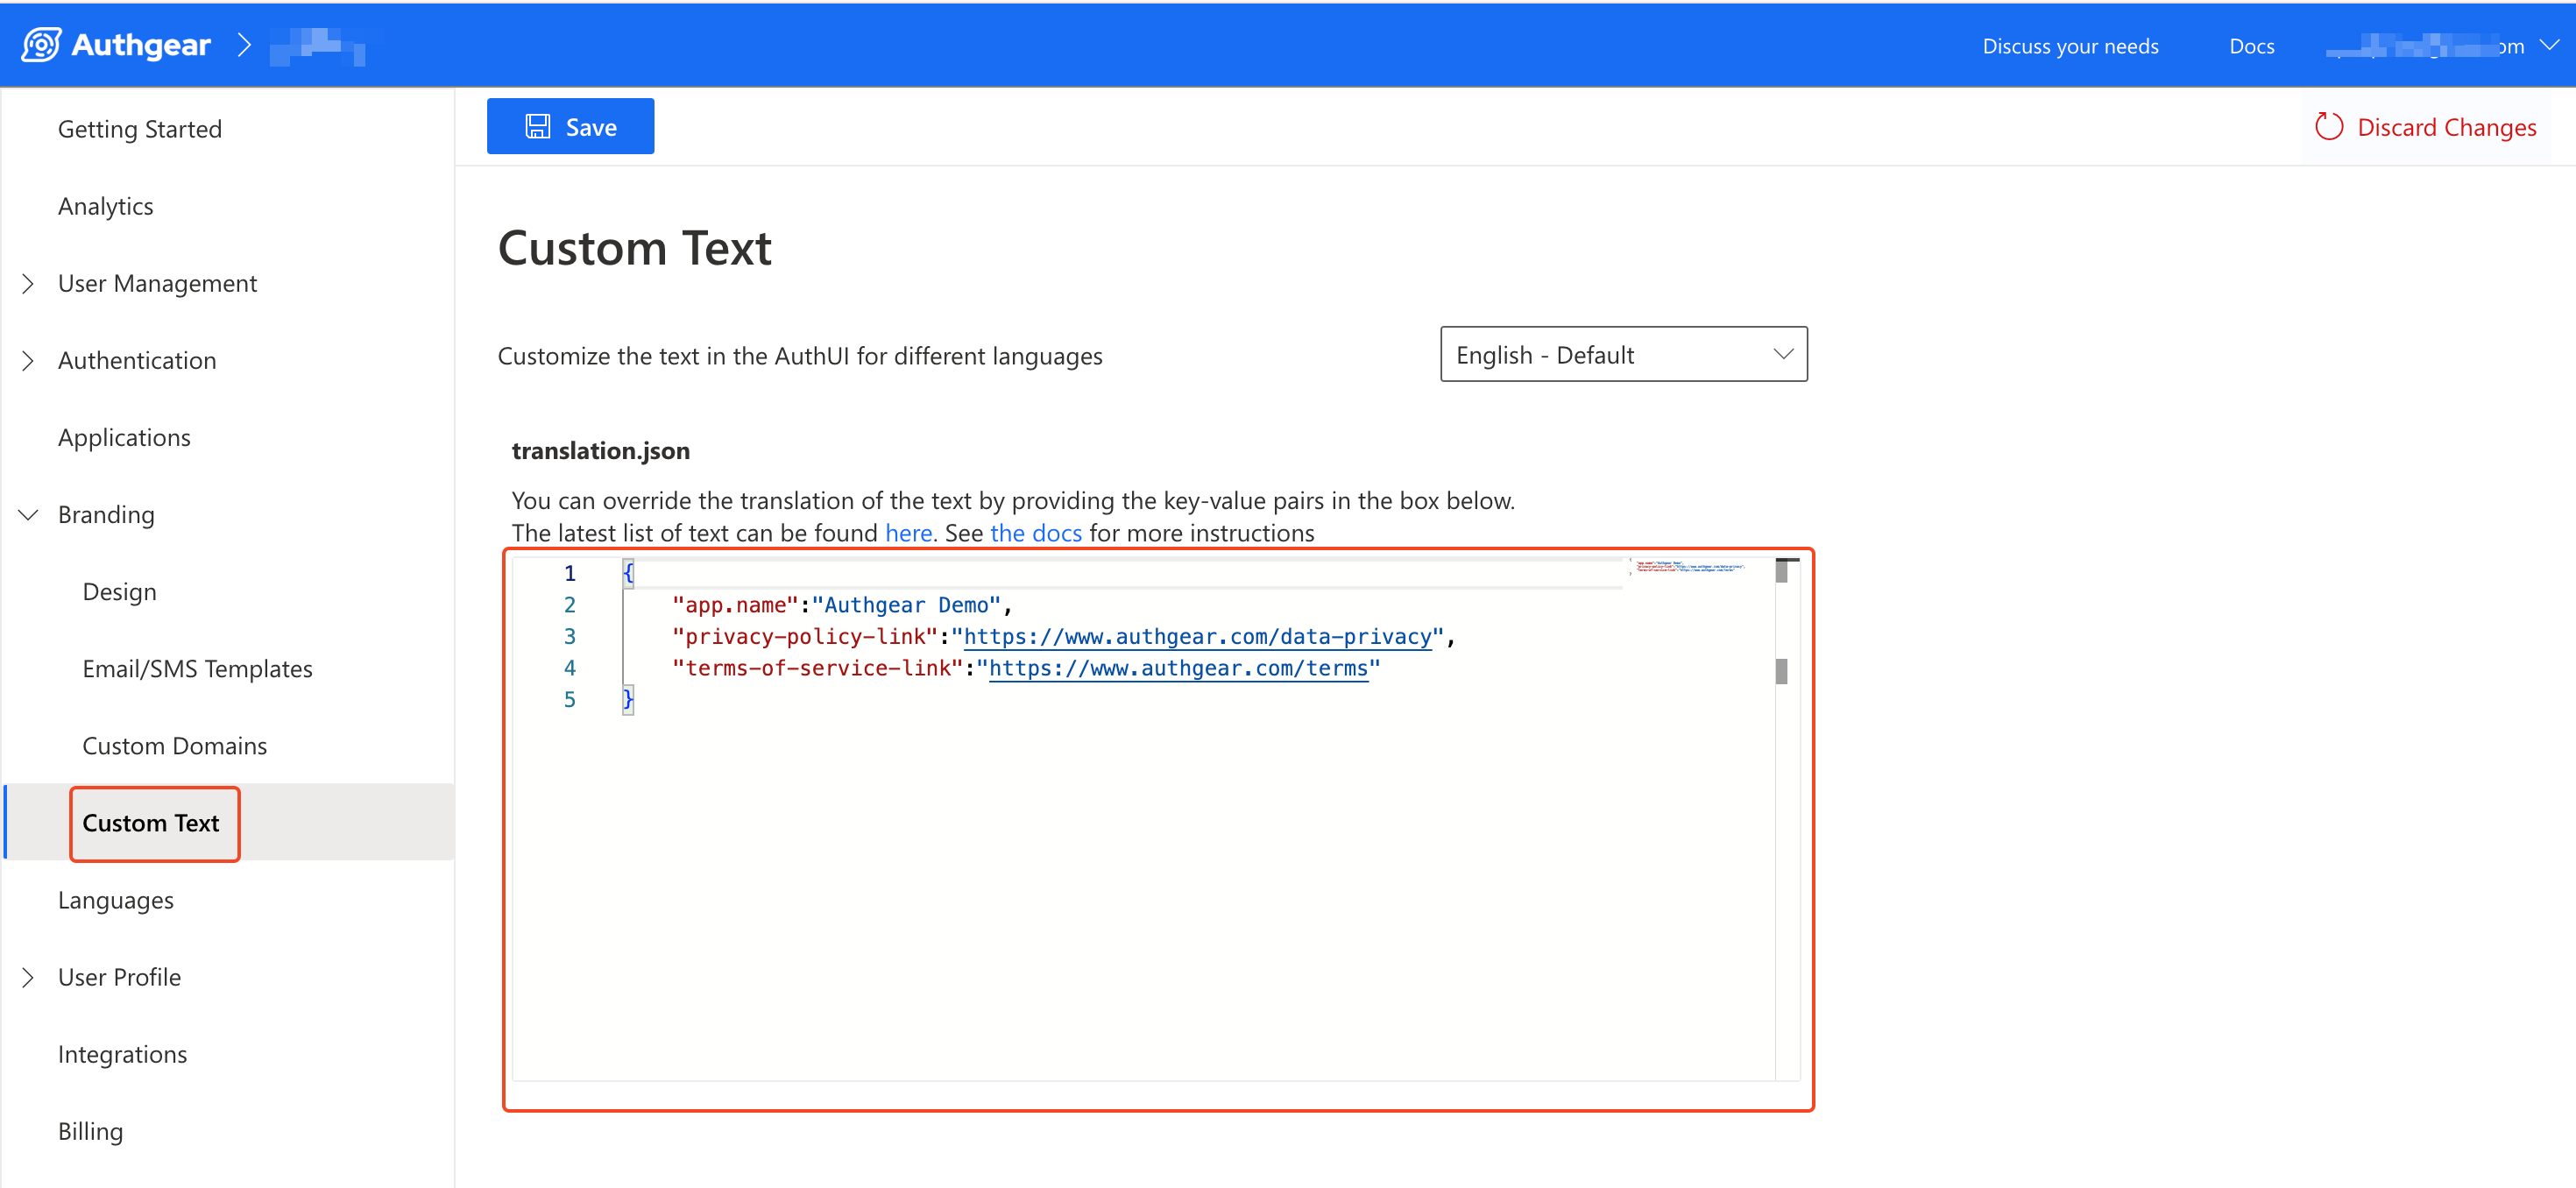 Authgear
Discuss your needs
Docs
om
Getting Started
Analytics
User Management
Authentication
Applications
Branding
Design
Email/SMS Templates
Custom Domains
Custom Text
Languages
User Profile
Integrations
Billing
Save
Discard Changes
Custom Text
Customize the text in the AuthUI for different languages
English - Default
translation.json
You can override the translation of the text by providing the key-value pairs in the box below.
The latest list of text can be found here. See the docs for more instructions
1 {
2 "app.name":"Authgear Demo",
3 "privacy-policy-link":"https://www.authgear.com/data-privacy",
4 "terms-of-service-link":"https://www.authgear.com/terms"
5 }